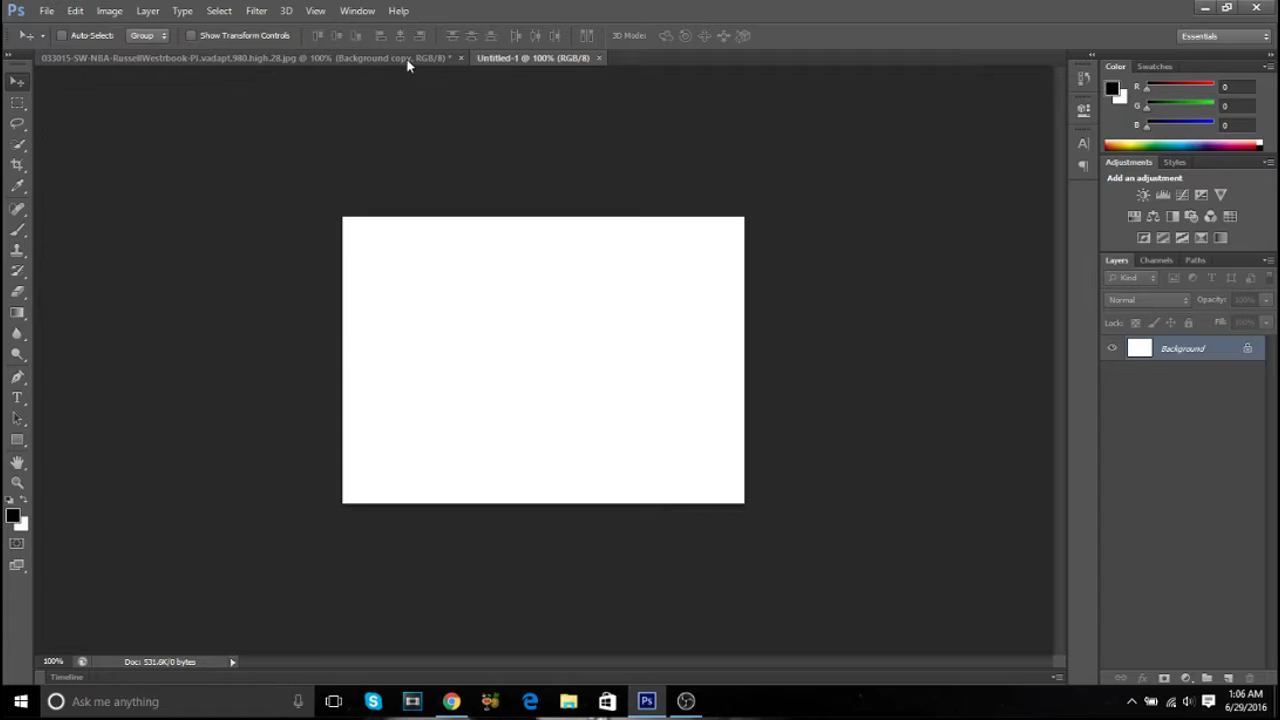 Ps File Edit Image Layer Type Select Filter 3D View Window Help
Auto-Select: Group Show Transform Controls 3D Mode: Essentials
033015-SW-NBA-RussellWestrbook-PI.vadapt.980.high.28.jpg @ 100% (Background copy, RGB/8) * × Untitled-1 @ 100% (RGB/8) ×
Color Swatches
R 0
G 0
B 0
Adjustments Styles
Add an adjustment
Layers Channels Paths
Kind
Normal Opacity: 100%
Lock: Fill: 100%
Background
100% Doc: 531.6K/0 bytes
Timeline
Ask me anything
1:06 AM
6/29/2016